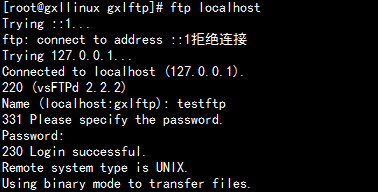 [root@gxllinux gxlftp]# ftp localhost
Trying ::1...
ftp: connect to address ::1拒绝连接
Trying 127.0.0.1...
Connected to localhost (127.0.0.1).
220 (vsFTPd 2.2.2)
Name (localhost:gxlftp): testftp
331 Please specify the password.
Password:
230 Login successful.
Remote system type is UNIX.
Using binary mode to transfer files.